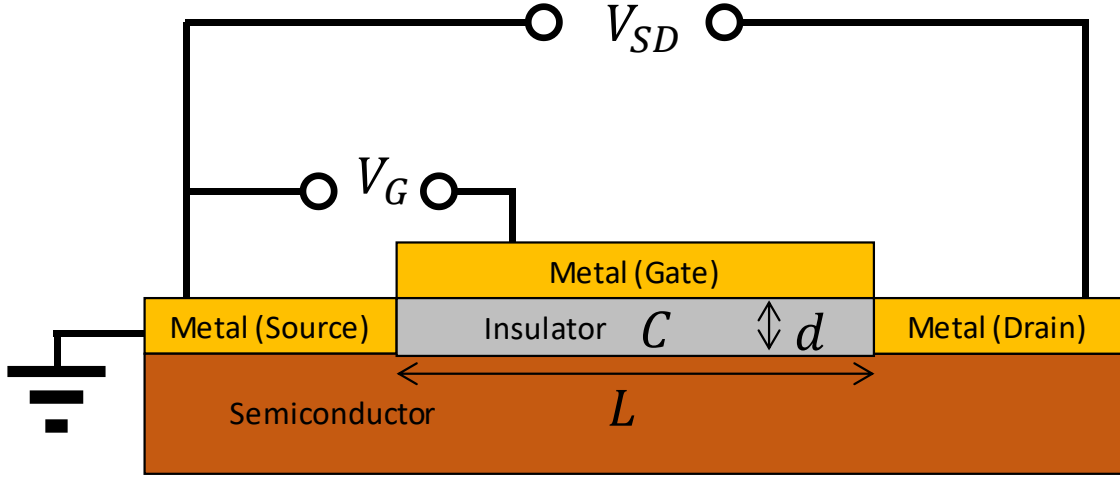 V_SD
V_G
Metal (Gate)
Metal (Source)
Insulator C
d
Metal (Drain)
L
Semiconductor